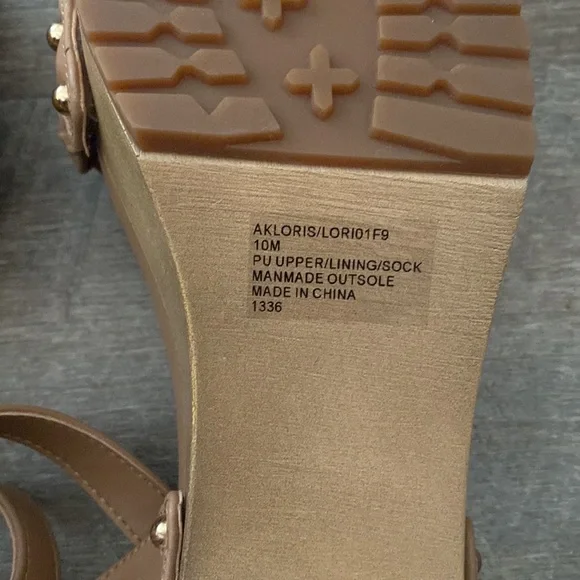 AKLORIS/LORI01F9
10M
PU UPPER/LINING/SOCK
MANMADE OUTSOLE
MADE IN CHINA
1336